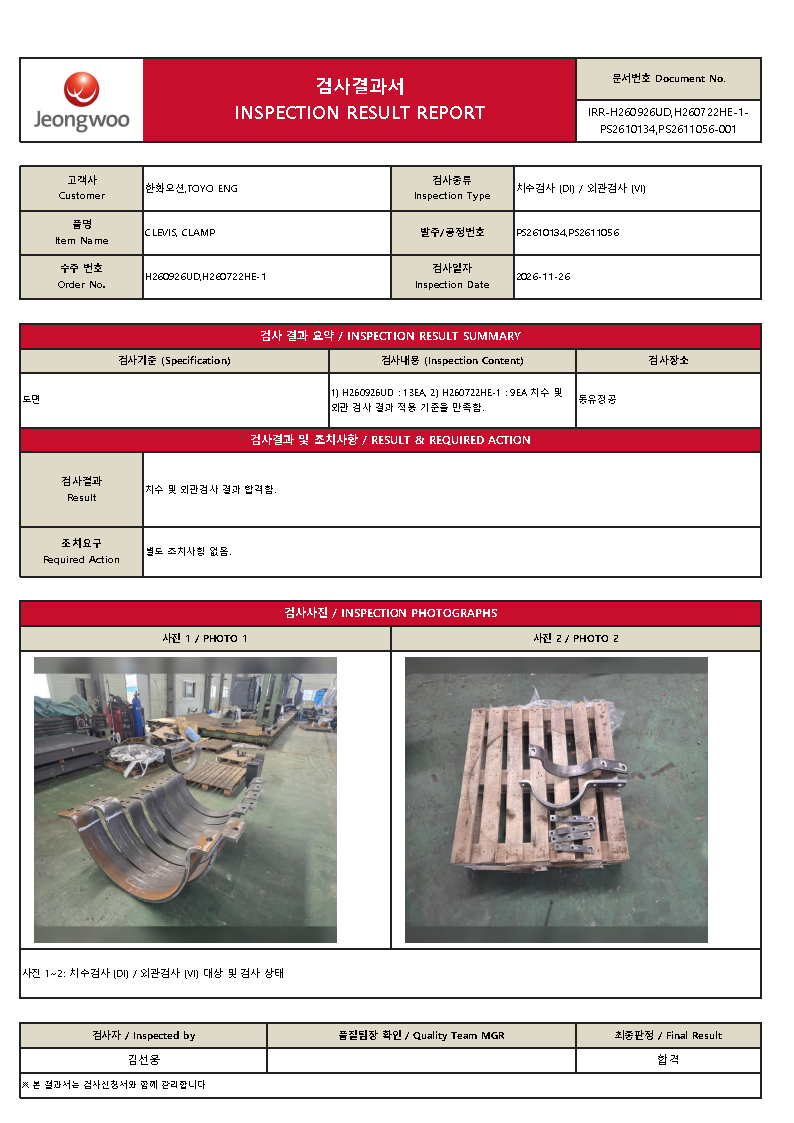 Jeongwoo
검사결과서
INSPECTION RESULT REPORT
문서번호 Document No.
IRR-H260926UD,H260722HE-1-
PS2610134,PS2611056-001
고객사
Customer
한화오션,TOYO ENG
검사종류
Inspection Type
치수검사 (DI) / 외관검사 (VI)
품명
Item Name
CLEVIS, CLAMP
발주/공정번호
PS2610134,PS2611056
수주 번호
Order No.
H260926UD,H260722HE-1
검사일자
Inspection Date
2026-11-26
검사 결과 요약 / INSPECTION RESULT SUMMARY
검사기준 (Specification)
검사내용 (Inspection Content)
검사장소
도면
1) H260926UD : 13EA, 2) H260722HE-1 : 9EA 치수 및
외관 검사 결과 적용 기준을 만족함.
동유정공
검사결과 및 조치사항 / RESULT & REQUIRED ACTION
검사결과
Result
치수 및 외관검사 결과 합격함.
조치요구
Required Action
별도 조치사항 없음.
검사사진 / INSPECTION PHOTOGRAPHS
사진 1 / PHOTO 1
사진 2 / PHOTO 2
사진 1~2: 치수검사 (DI) / 외관검사 (VI) 대상 및 검사 상태
검사자 / Inspected by
품질팀장 확인 / Quality Team MGR
최종판정 / Final Result
김선웅
합격
※ 본 결과서는 검사신청서와 함께 관리합니다